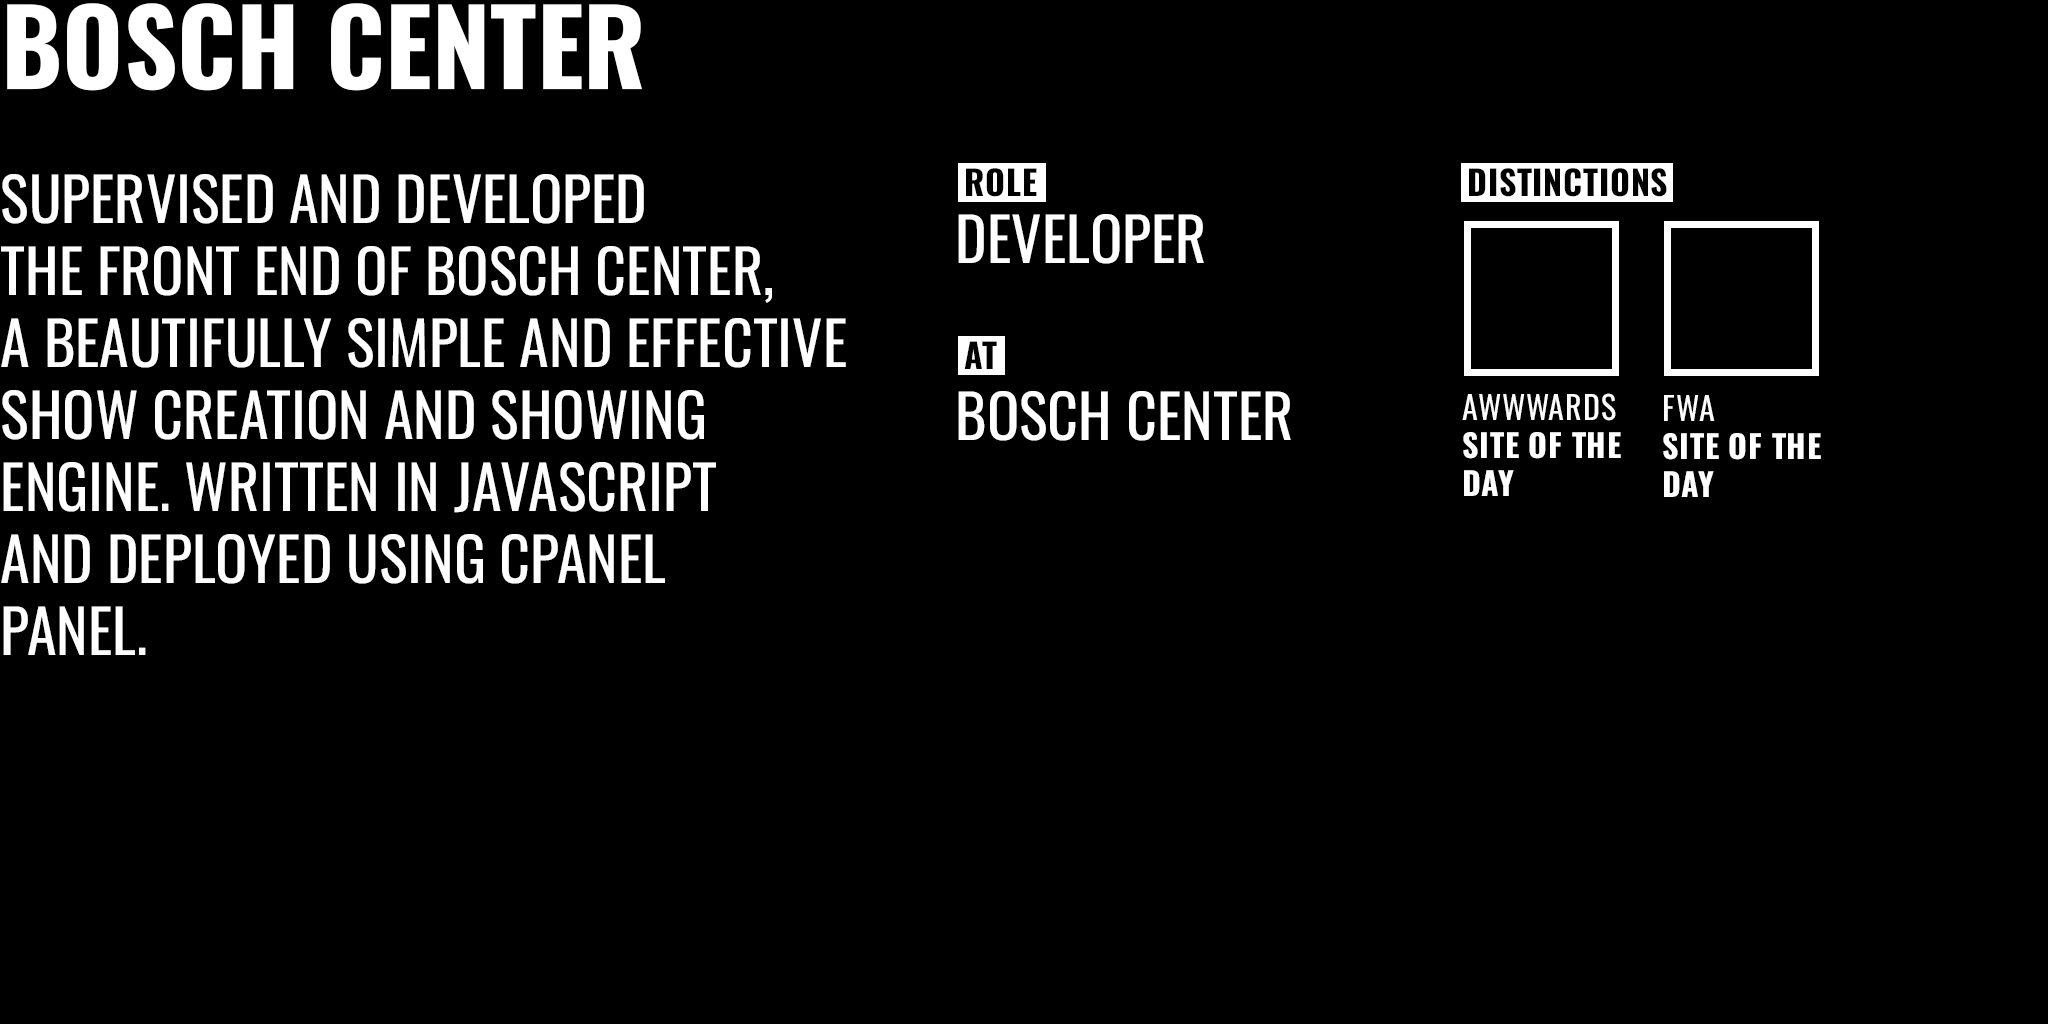 BOSCH CENTER
SUPERVISED AND DEVELOPED
THE FRONT END OF BOSCH CENTER,
A BEAUTIFULLY SIMPLE AND EFFECTIVE
SHOW CREATION AND SHOWING
ENGINE. WRITTEN IN JAVASCRIPT
AND DEPLOYED USING CPANEL
PANEL.
ROLE
DEVELOPER
AT
BOSCH CENTER
DISTINCTIONS
AWWWARDS
SITE OF THE
DAY
FWA
SITE OF THE
DAY